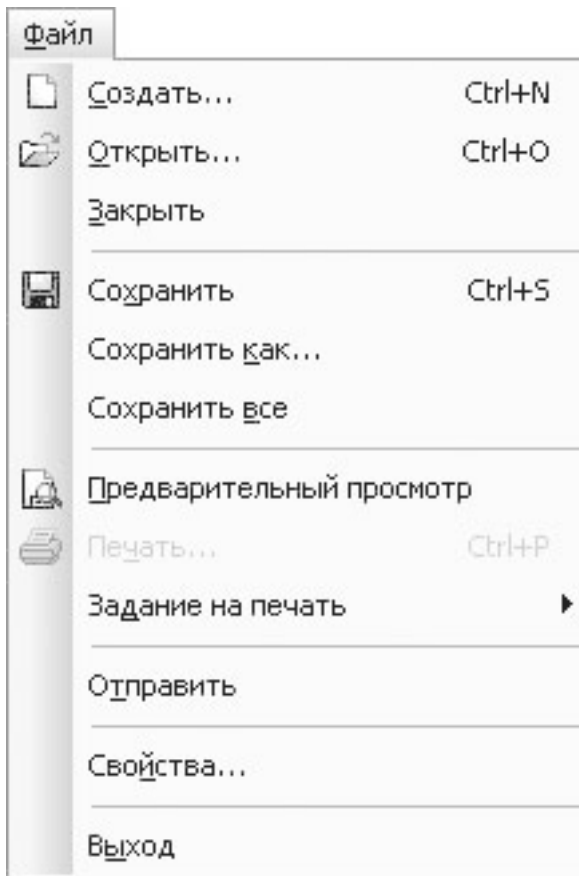 Файл
Создать... Ctrl+N
Открыть... Ctrl+O
Закрыть
Сохранить Ctrl+S
Сохранить как...
Сохранить все
Предварительный просмотр
Печать... Ctrl+P
Задание на печать
Отправить
Свойства...
Выход